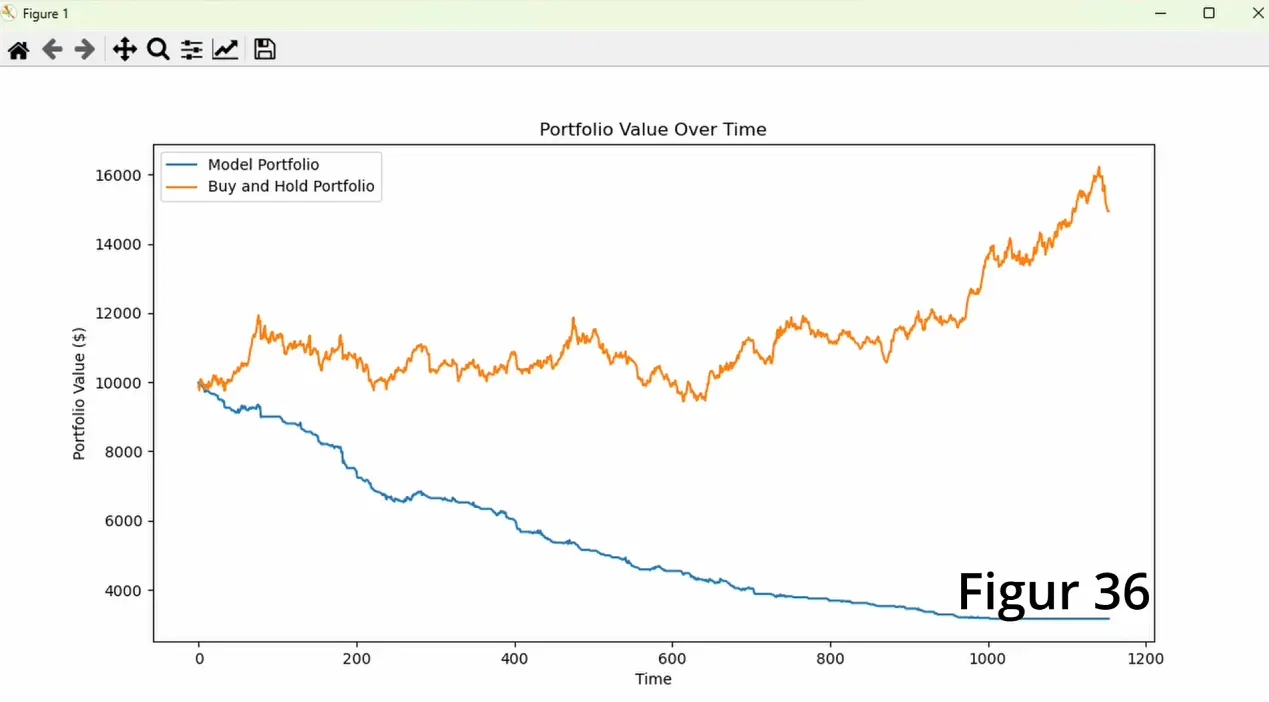 Figure 1
Portfolio Value Over Time
Model Portfolio
Buy and Hold Portfolio
16000
14000
12000
10000
8000
6000
4000
Portfolio Value ($)
0
200
400
600
800
1000
1200
Time
Figur 36